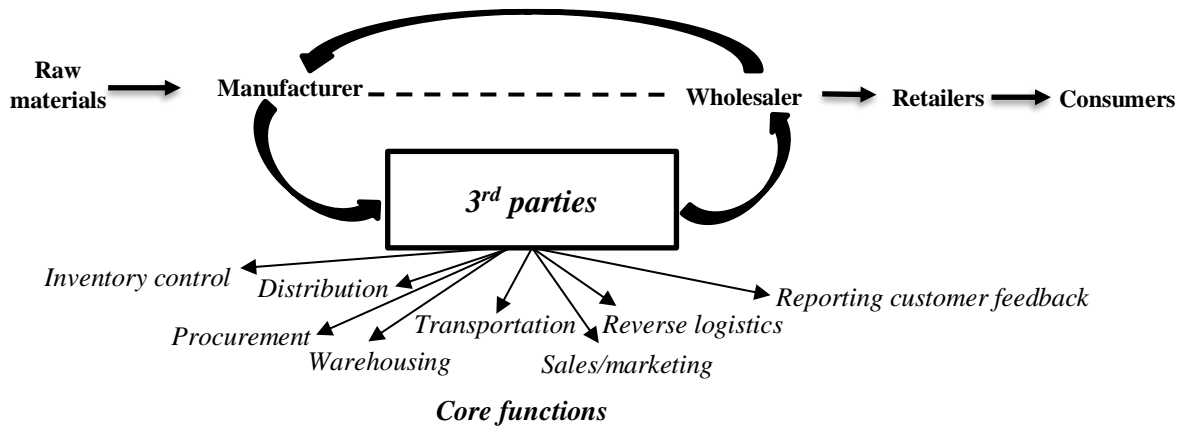 Raw
materials
Manufacturer
Wholesaler
Retailers
Consumers
3rd parties
Inventory control
Distribution
Reporting customer feedback
Procurement
Transportation
Reverse logistics
Warehousing
Sales/marketing
Core functions